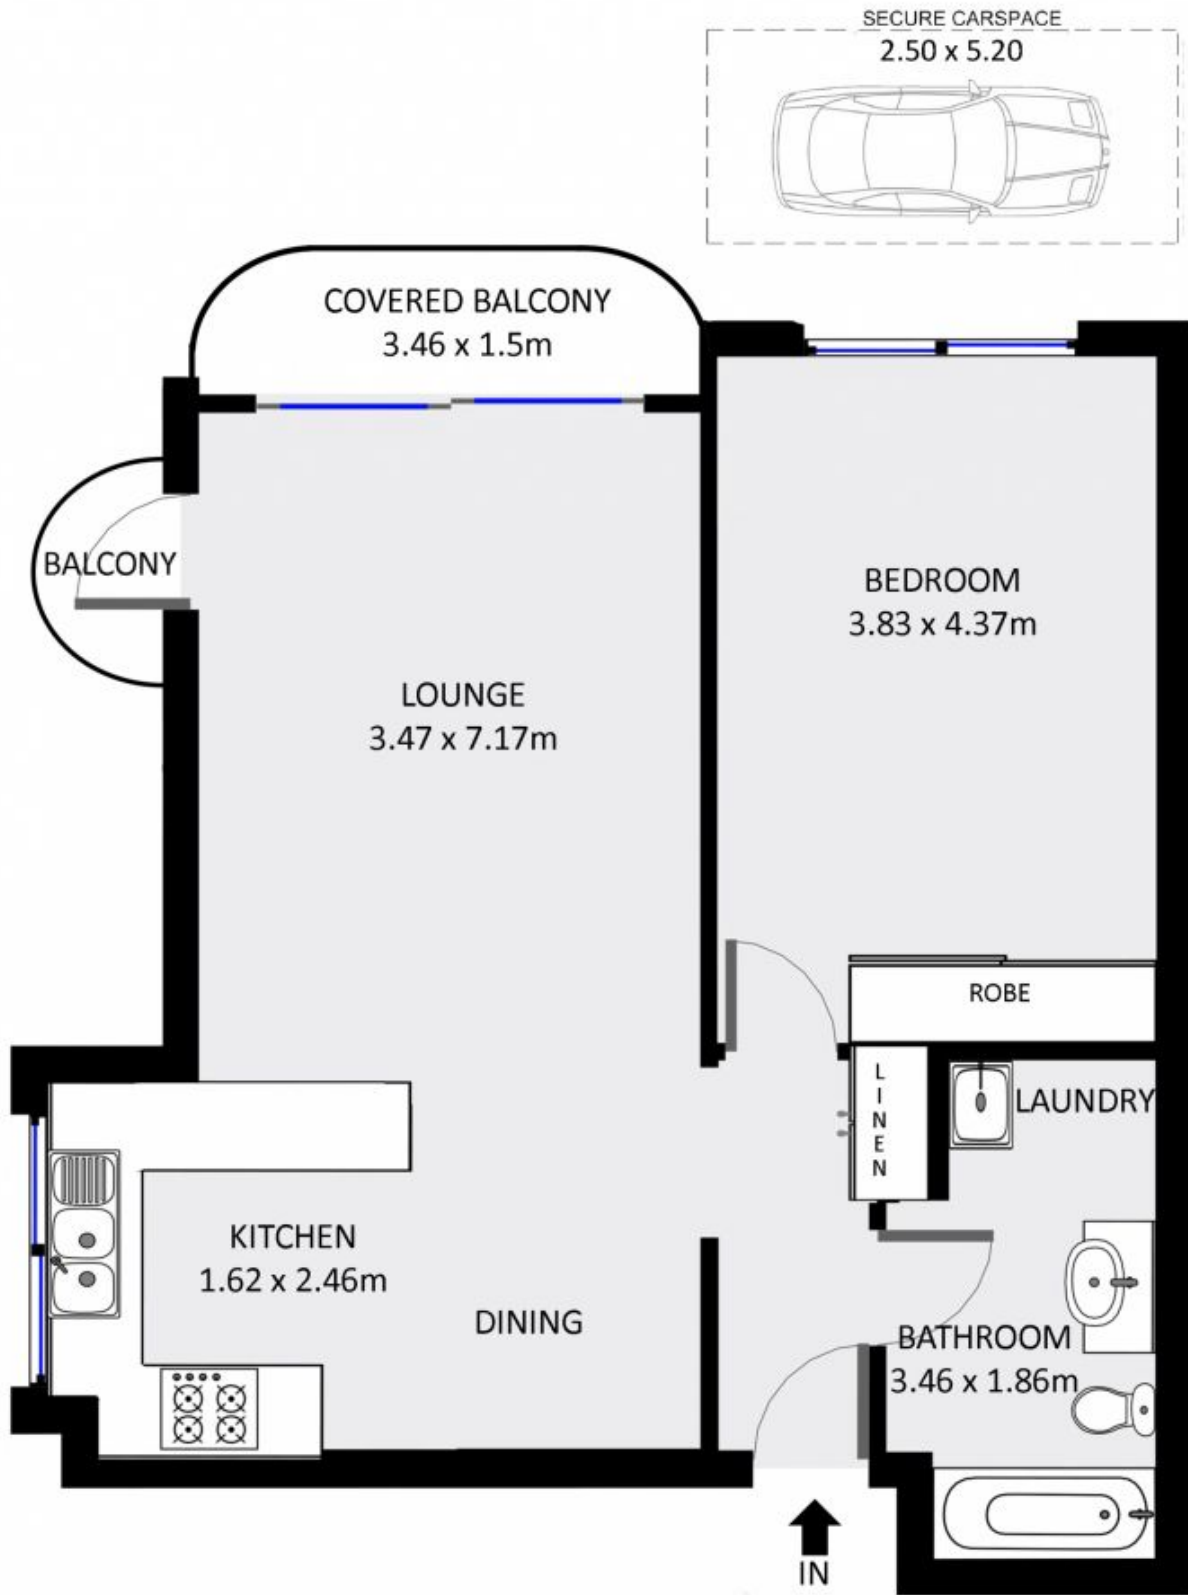 SECURE CARSPACE
2.50 x 5.20
COVERED BALCONY
3.46 x 1.5m
BALCONY
BEDROOM
3.83 x 4.37m
LOUNGE
3.47 x 7.17m
ROBE
LINEN
LAUNDRY
KITCHEN
1.62 x 2.46m
DINING
BATHROOM
3.46 x 1.86m
IN